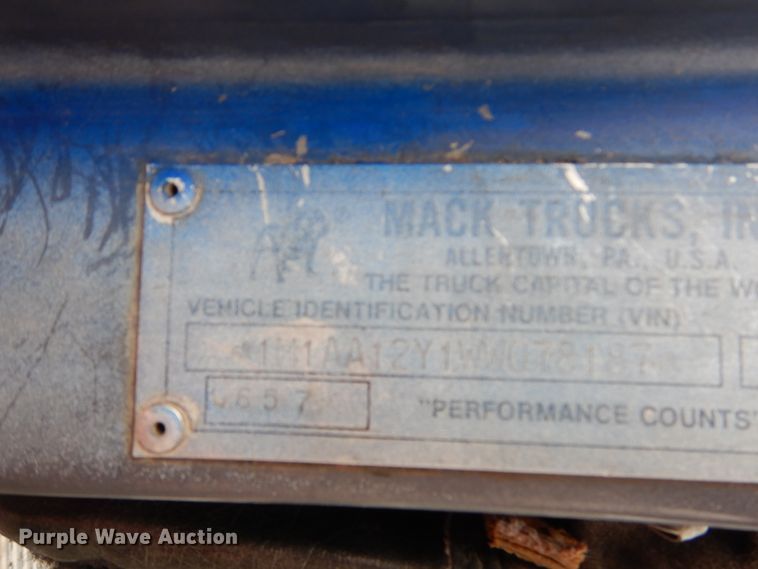 MACK TRUCKS, IN
ALLENTOWN, PA., U.S.A.
THE TRUCK CAPITAL OF THE WO
VEHICLE IDENTIFICATION NUMBER (VIN)
*1M1AA12Y1WW078187*
"PERFORMANCE COUNTS"
Purple Wave Auction